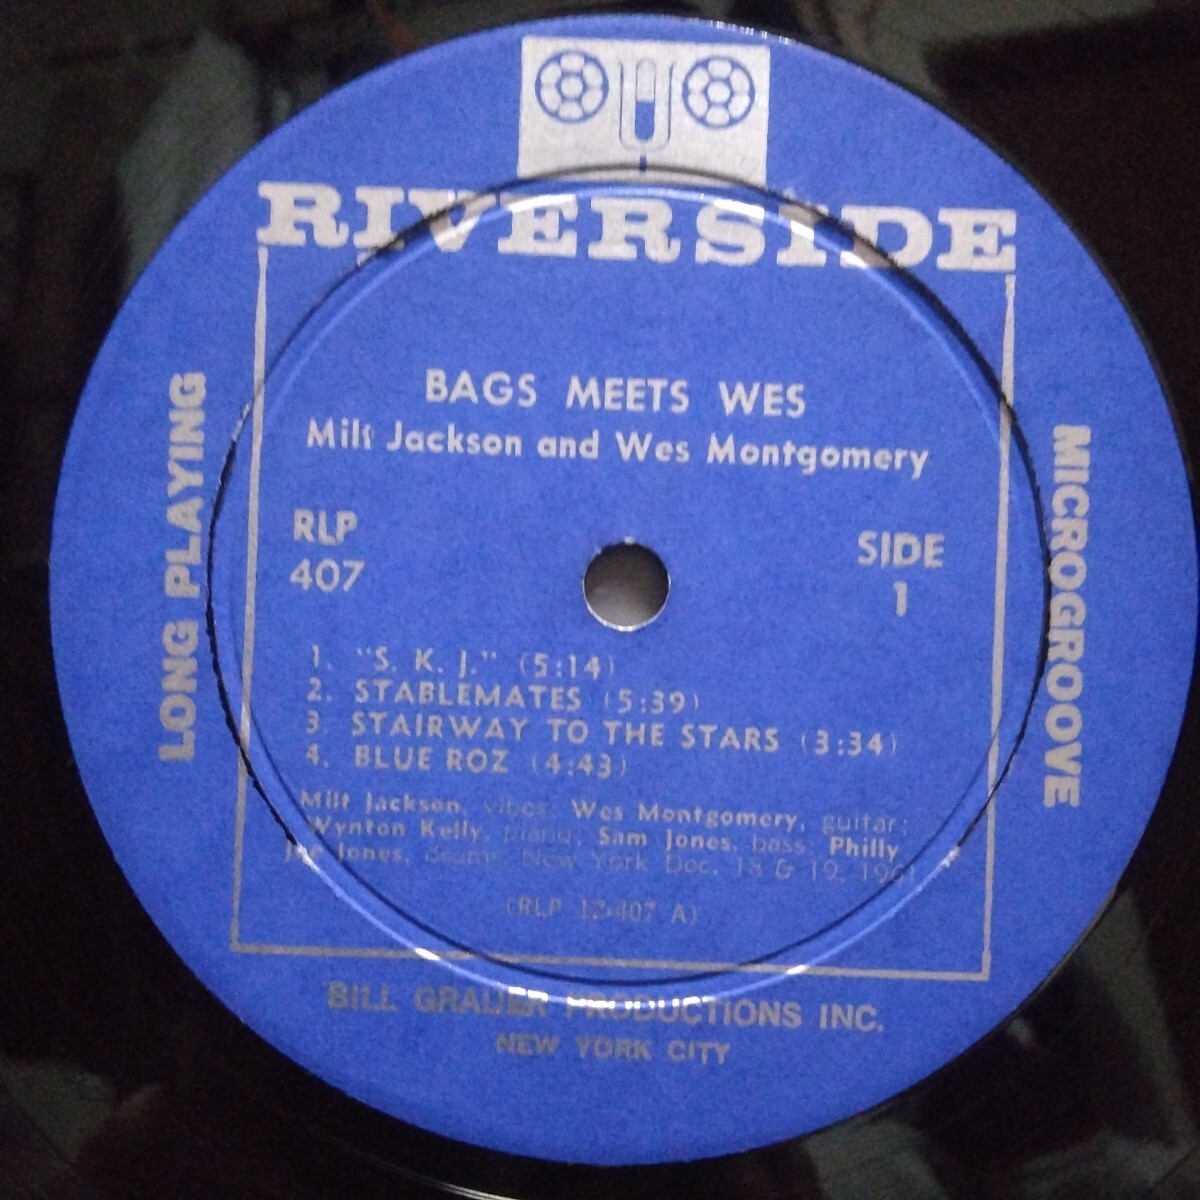 RIVERSIDE
BAGS MEETS WES
Milt Jackson and Wes Montgomery
RLP
407
SIDE
1
LONG PLAYING
MICROGROOVE
1. "S. K. J." (5:14)
2. STABLEMATES (5:39)
3. STAIRWAY TO THE STARS (3:34)
4. BLUE ROZ (4:43)
Milt Jackson, vibes; Wes Montgomery, guitar;
Wynton Kelly, piano; Sam Jones, bass; Philly
Joe Jones, drums. New York Dec. 18 & 19, 1961
(RLP 12-407 A)
BILL GRAUER PRODUCTIONS INC.
NEW YORK CITY